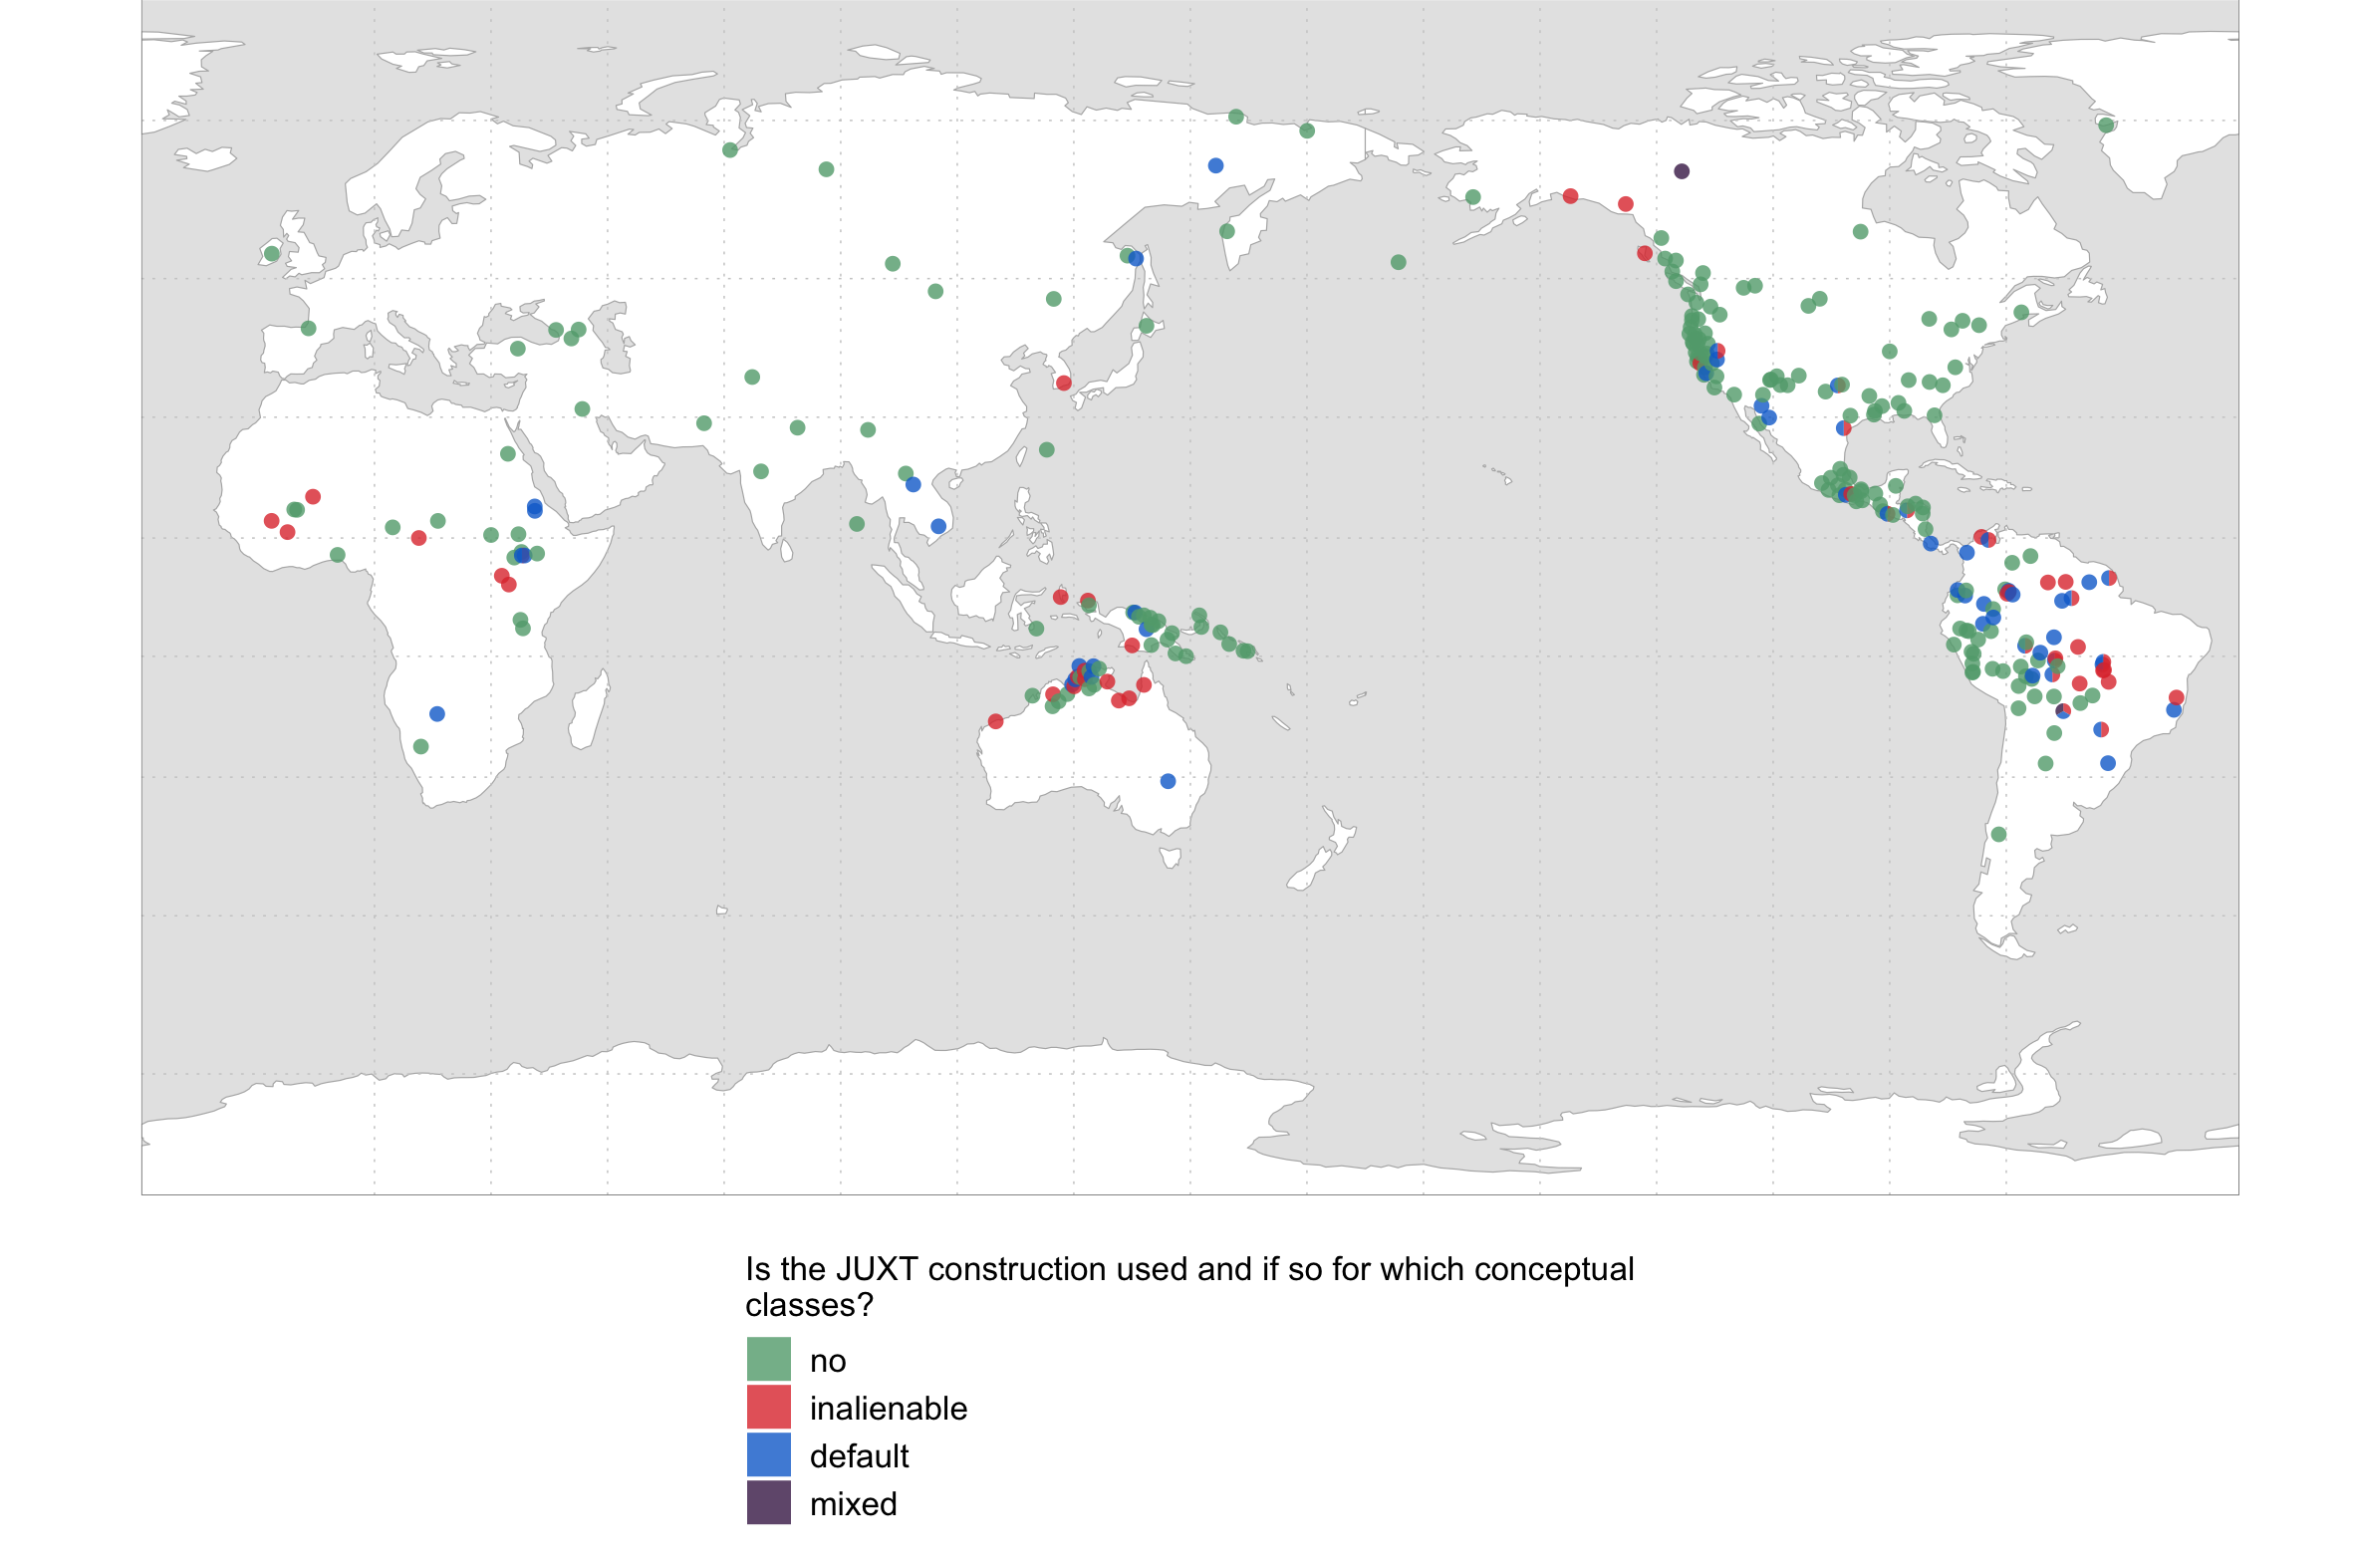 Is the JUXT construction used and if so for which conceptual
classes?
no
inalienable
default
mixed